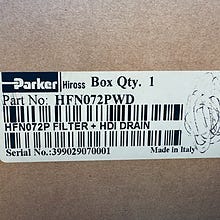 Parker Hiross Box Qty. 1
Part No: HFN072PWD
HFN072P FILTER + HDI DRAIN
Serial No.:399029070001 Made in Italy